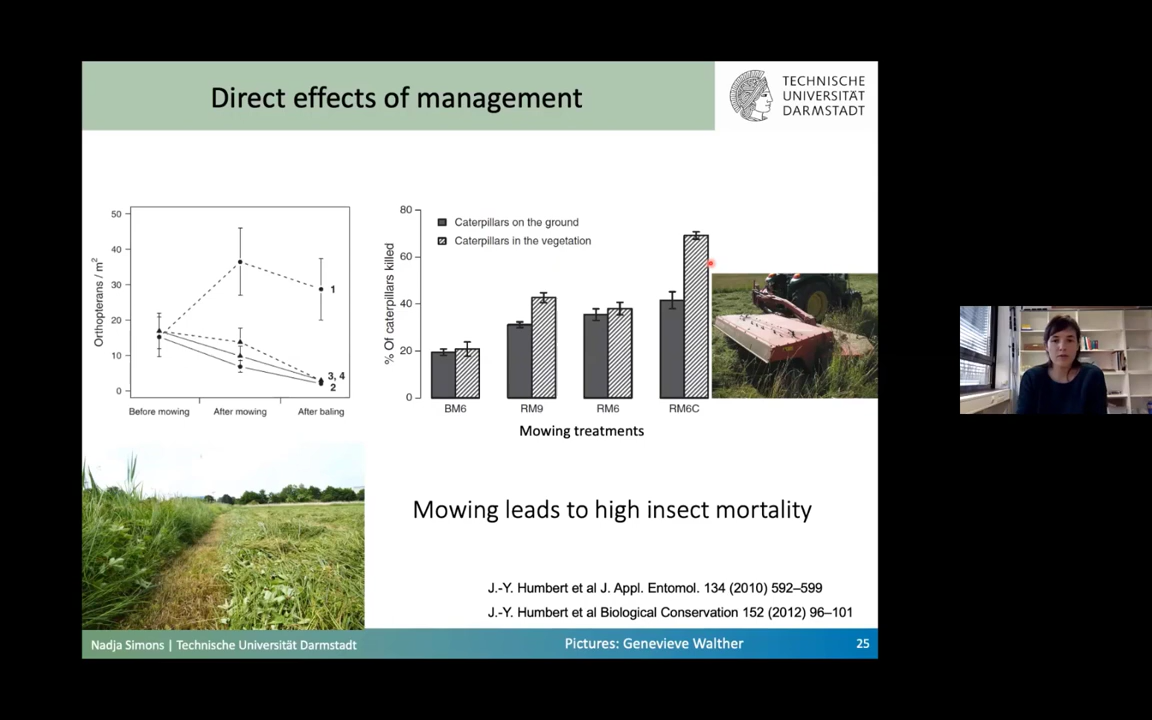 Direct effects of management
TECHNISCHE
UNIVERSITÄT
DARMSTADT
Orthopterans / m²
50
40
30
20
10
0
1
3, 4
2
Before mowing
After mowing
After baling
% Of caterpillars killed
80
60
40
20
0
Caterpillars on the ground
Caterpillars in the vegetation
BM6
RM9
RM6
RM6C
Mowing treatments
Mowing leads to high insect mortality
J.-Y. Humbert et al J. Appl. Entomol. 134 (2010) 592–599
J.-Y. Humbert et al Biological Conservation 152 (2012) 96–101
Nadja Simons | Technische Universität Darmstadt
Pictures: Genevieve Walther
25